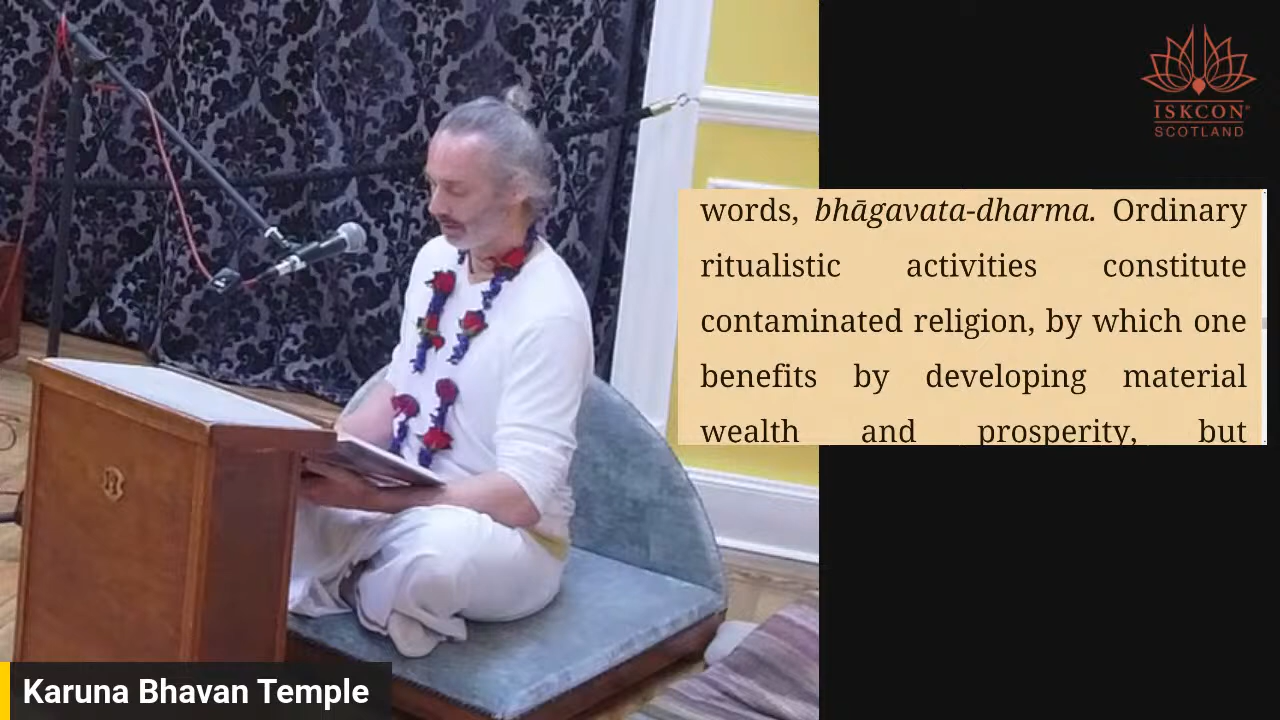 ISKCON®
SCOTLAND
words, bhāgavata-dharma. Ordinary
ritualistic activities constitute
contaminated religion, by which one
benefits by developing material
wealth and prosperity, but
Karuna Bhavan Temple